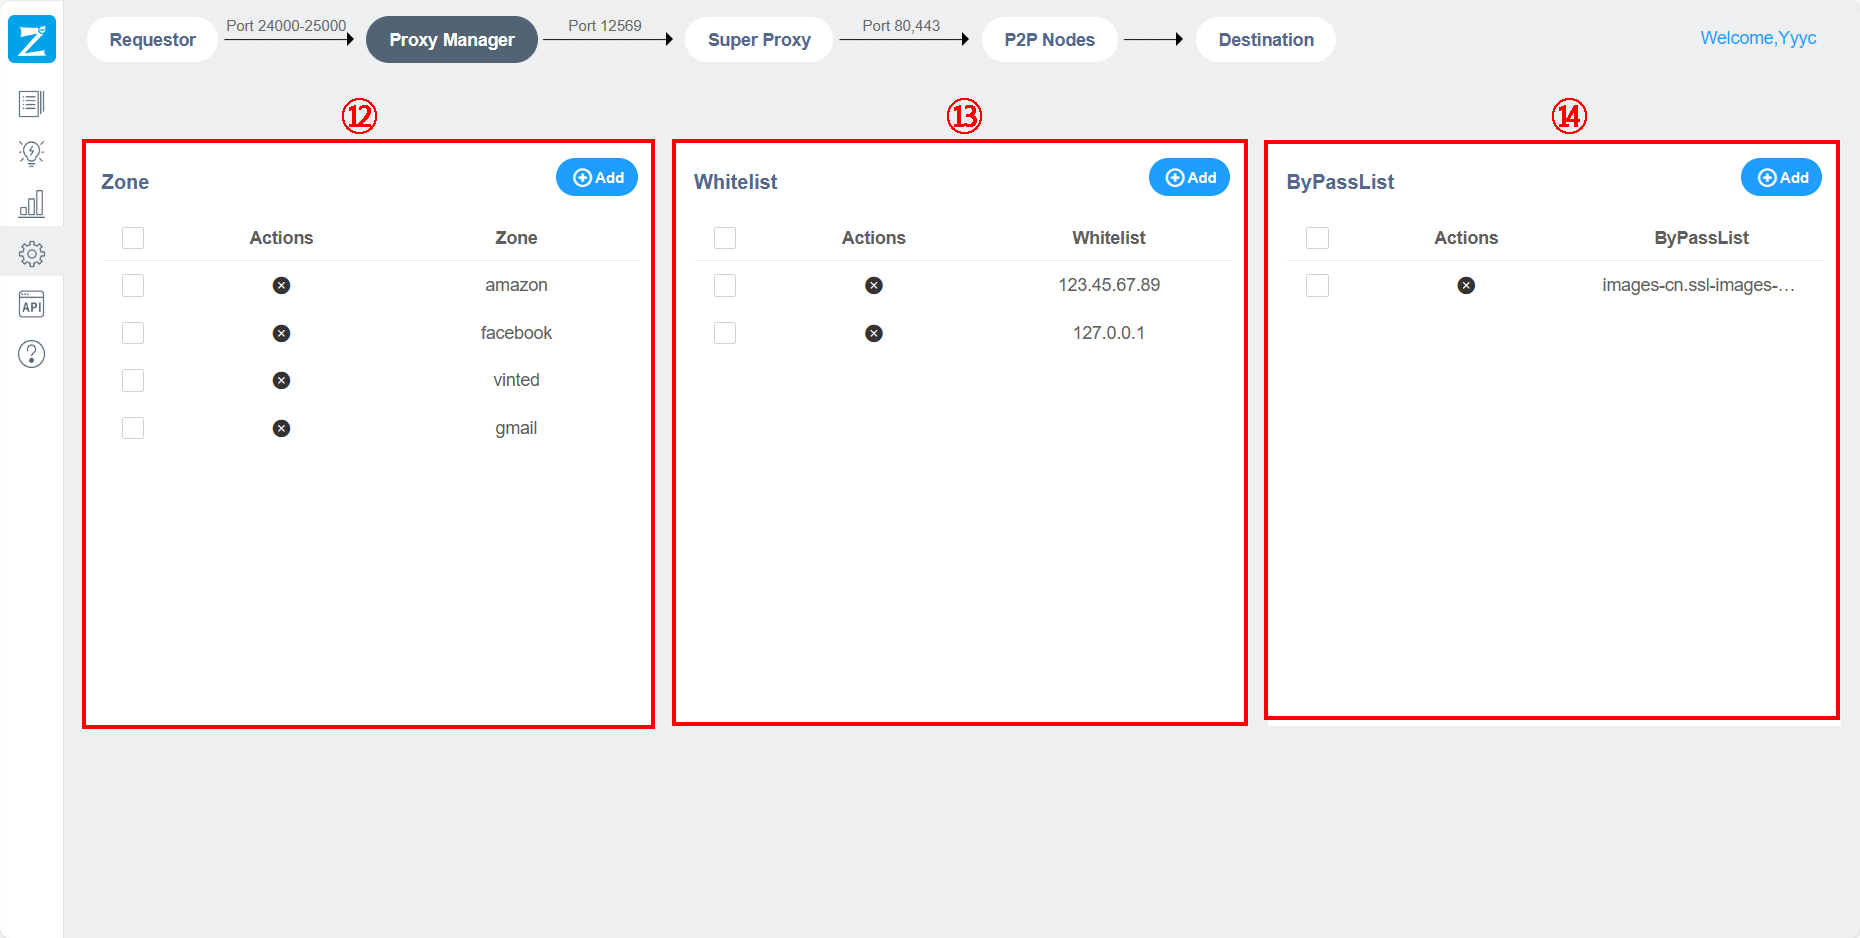 Requestor
Port 24000-25000
Proxy Manager
Port 12569
Super Proxy
Port 80,443
P2P Nodes
Destination
Welcome,Yyyc
API
⑫
Zone
Add
Actions Zone
amazon
facebook
vinted
gmail
⑬
Whitelist
Add
Actions Whitelist
123.45.67.89
127.0.0.1
⑭
ByPassList
Add
Actions ByPassList
images-cn.ssl-images-...